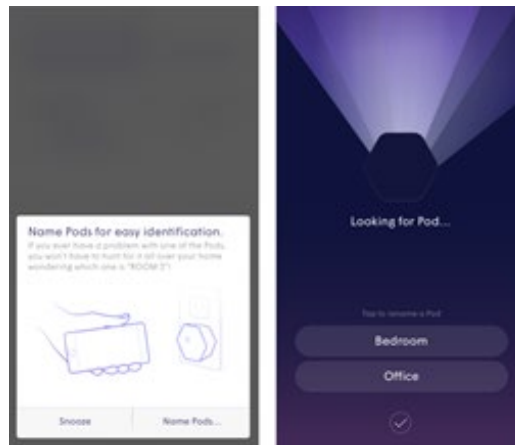 Name Pods for easy identification.
If you ever have a problem with one of the Pods,
you won't have to hunt for it all over your home
wondering which one is "ROOM 2"!
Snooze
Name Pods...
Looking for Pod...
Tap to rename a Pod
Bedroom
Office